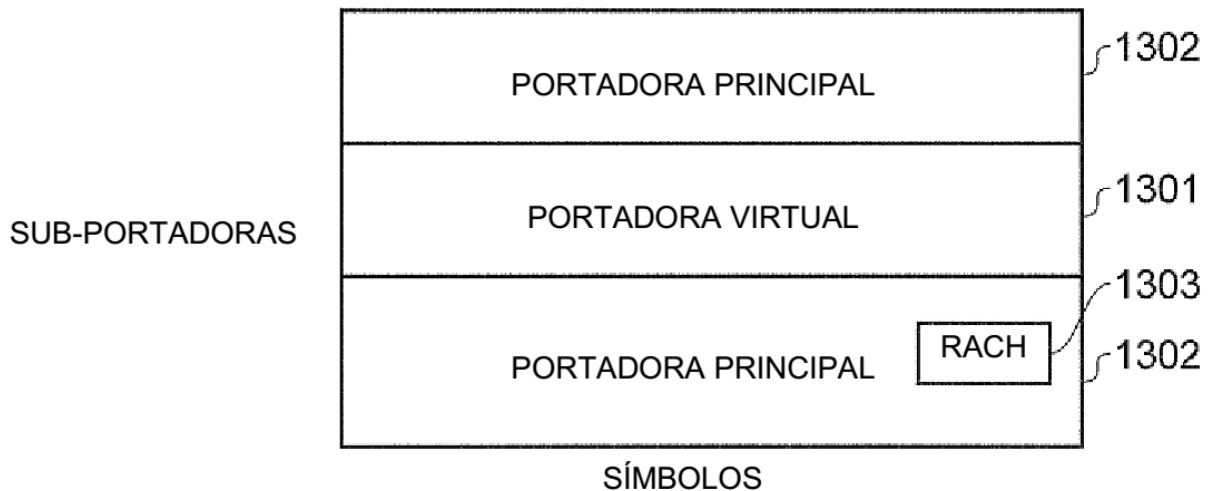 1302
PORTADORA PRINCIPAL
1301
PORTADORA VIRTUAL
SUB-PORTADORAS
1303
RACH
1302
PORTADORA PRINCIPAL
SÍMBOLOS